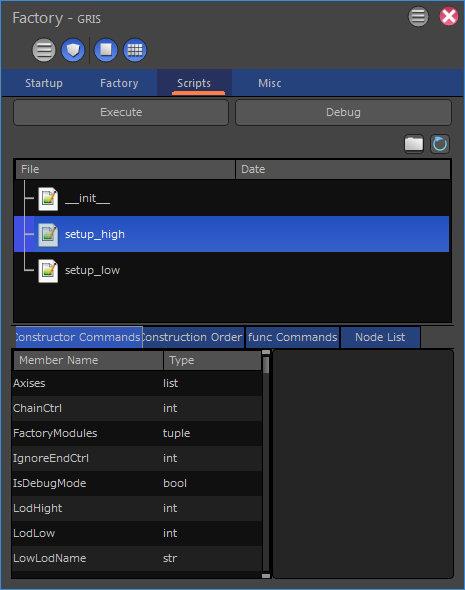 Factory - GRIS
Startup Factory Scripts Misc
Execute Debug
File Date
__init__
setup_high
setup_low
Constructor Commands Construction Order func Commands Node List
Member Name Type
Axises list
ChainCtrl int
FactoryModules tuple
IgnoreEndCtrl int
IsDebugMode bool
LodHight int
LodLow int
LowLodName str